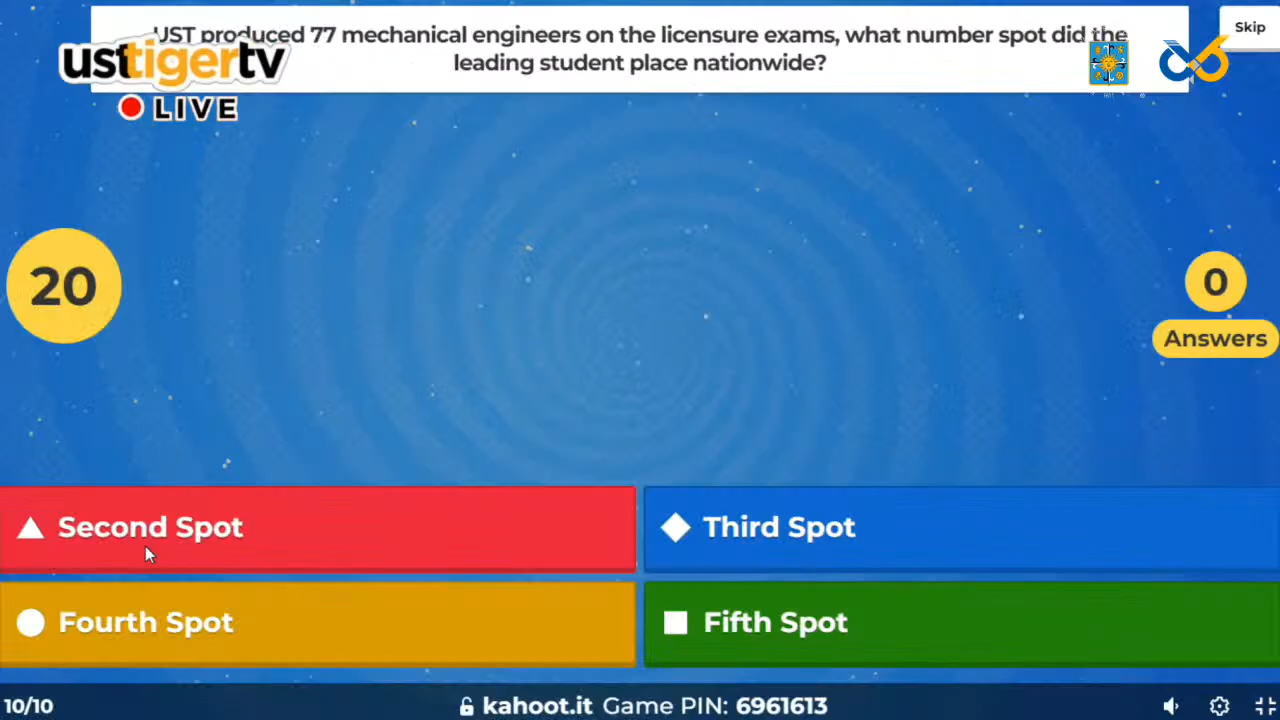 UST produced 77 mechanical engineers on the licensure exams, what number spot did the
leading student place nationwide?
Skip
usttigertv
LIVE
20
0
Answers
Second Spot
Third Spot
Fourth Spot
Fifth Spot
10/10
kahoot.it Game PIN: 6961613